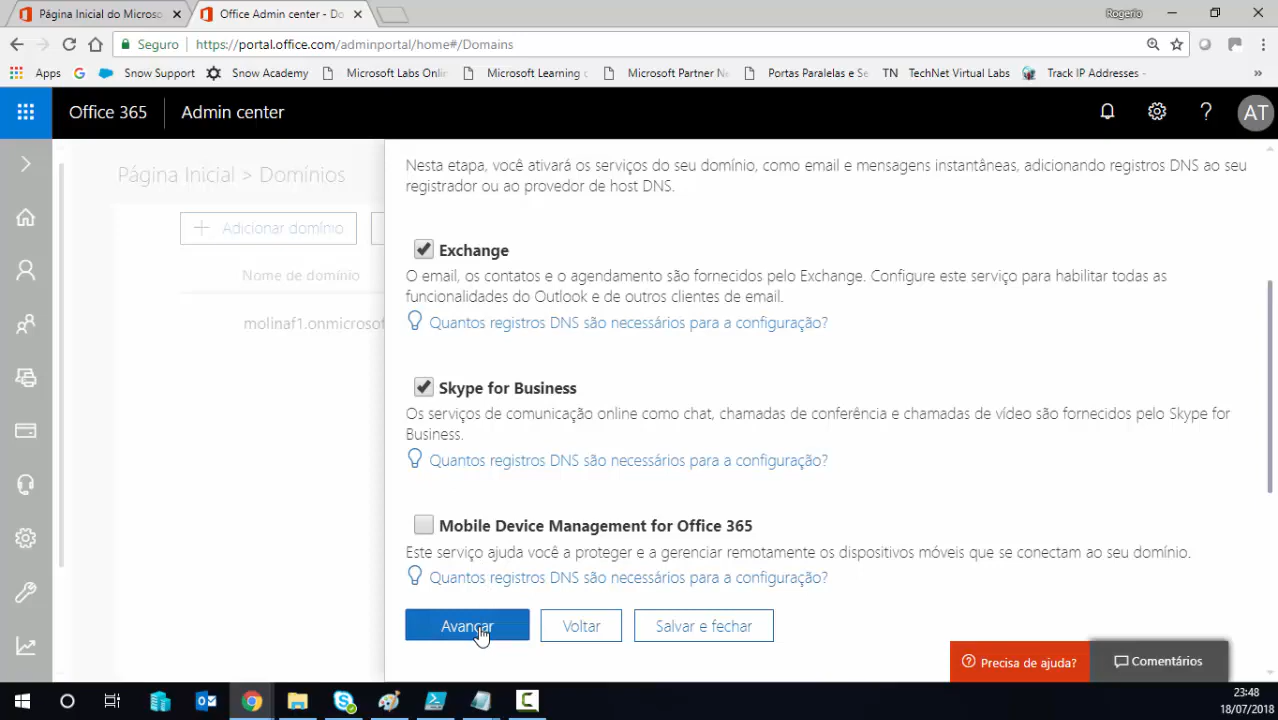 Página Inicial do Microso
Office Admin center - Do
Rogerio
Seguro
https://portal.office.com/adminportal/home#/Domains
Apps
Snow Support
Snow Academy
Microsoft Labs Onlin
Microsoft Learning c
Microsoft Partner N
Portas Paralelas e Se
TN TechNet Virtual Labs
Track IP Addresses -
»
Office 365
Admin center
AT
Página Inicial > Domínios
Adicionar domínio
Nome de domínio
molinaf1.onmicrosof
Nesta etapa, você ativará os serviços do seu domínio, como email e mensagens instantâneas, adicionando registros DNS ao seu
registrador ou ao provedor de host DNS.
Exchange
O email, os contatos e o agendamento são fornecidos pelo Exchange. Configure este serviço para habilitar todas as
funcionalidades do Outlook e de outros clientes de email.
Quantos registros DNS são necessários para a configuração?
Skype for Business
Os serviços de comunicação online como chat, chamadas de conferência e chamadas de vídeo são fornecidos pelo Skype for
Business.
Quantos registros DNS são necessários para a configuração?
Mobile Device Management for Office 365
Este serviço ajuda você a proteger e a gerenciar remotamente os dispositivos móveis que se conectam ao seu domínio.
Quantos registros DNS são necessários para a configuração?
Avançar
Voltar
Salvar e fechar
Precisa de ajuda?
Comentários
23:48
18/07/2018